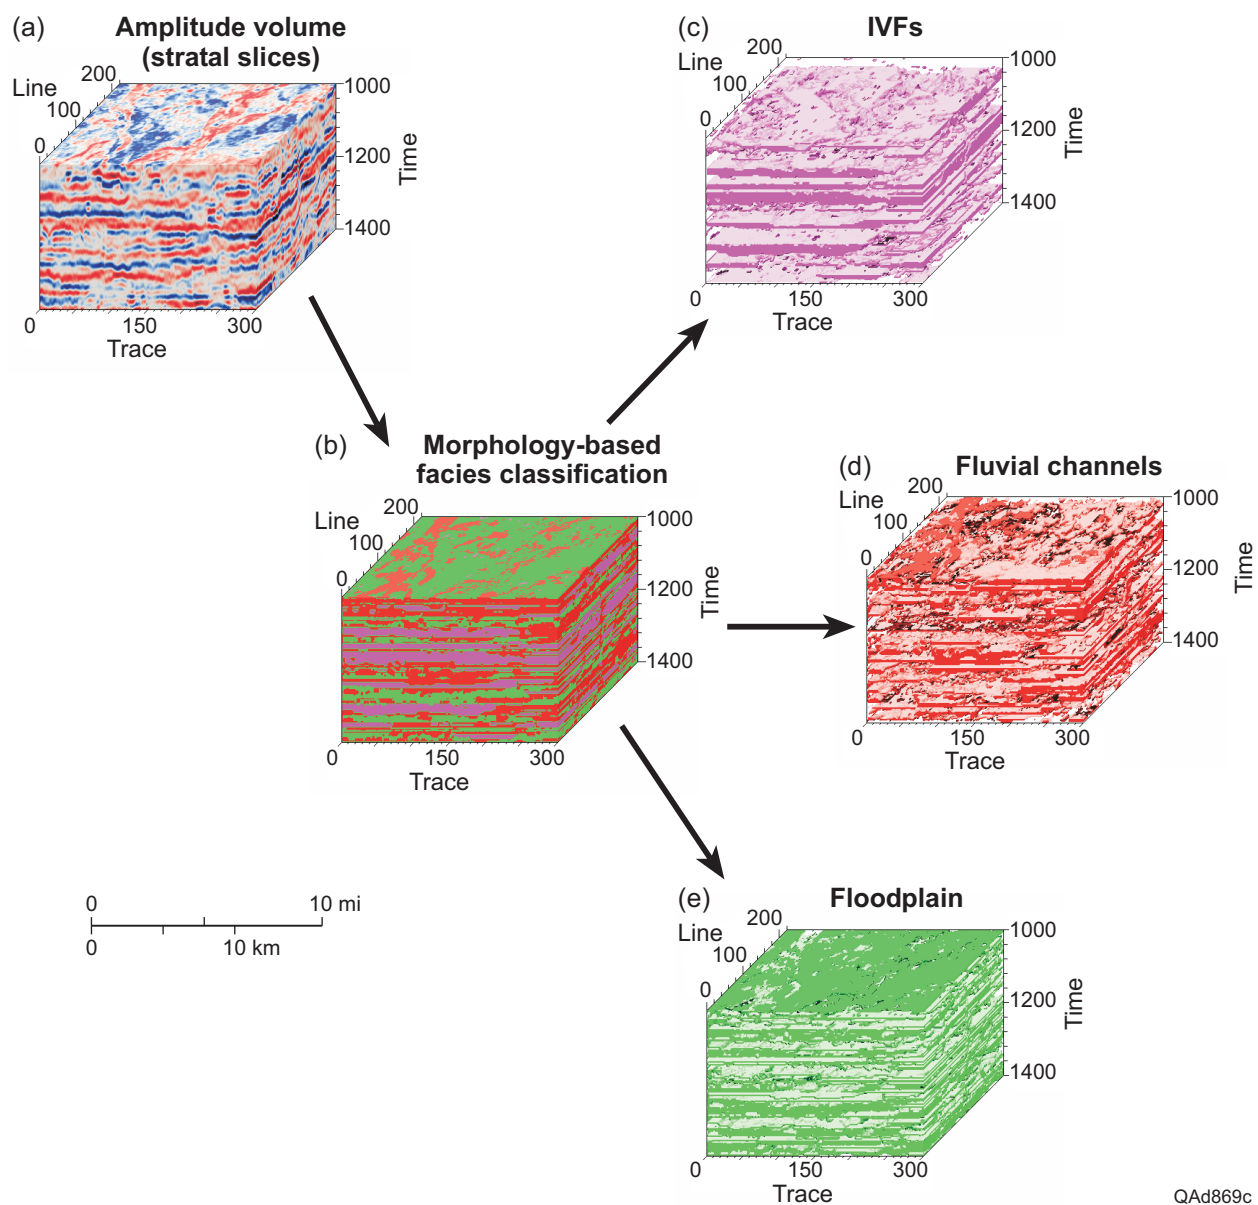 (a)
Amplitude volume
(stratal slices)
Line
200
100
0
1000
1200
1400
Time
0
150
300
Trace
(c)
IVFs
Line
200
100
0
1000
1200
1400
Time
0
150
300
Trace
(b)
Morphology-based
facies classification
Line
200
100
0
1000
1200
1400
Time
0
150
300
Trace
(d)
Fluvial channels
Line
200
100
0
1000
1200
1400
Time
0
150
300
Trace
0
10 mi
0
10 km
(e)
Floodplain
Line
200
100
0
1000
1200
1400
Time
0
150
300
Trace
QAd869c